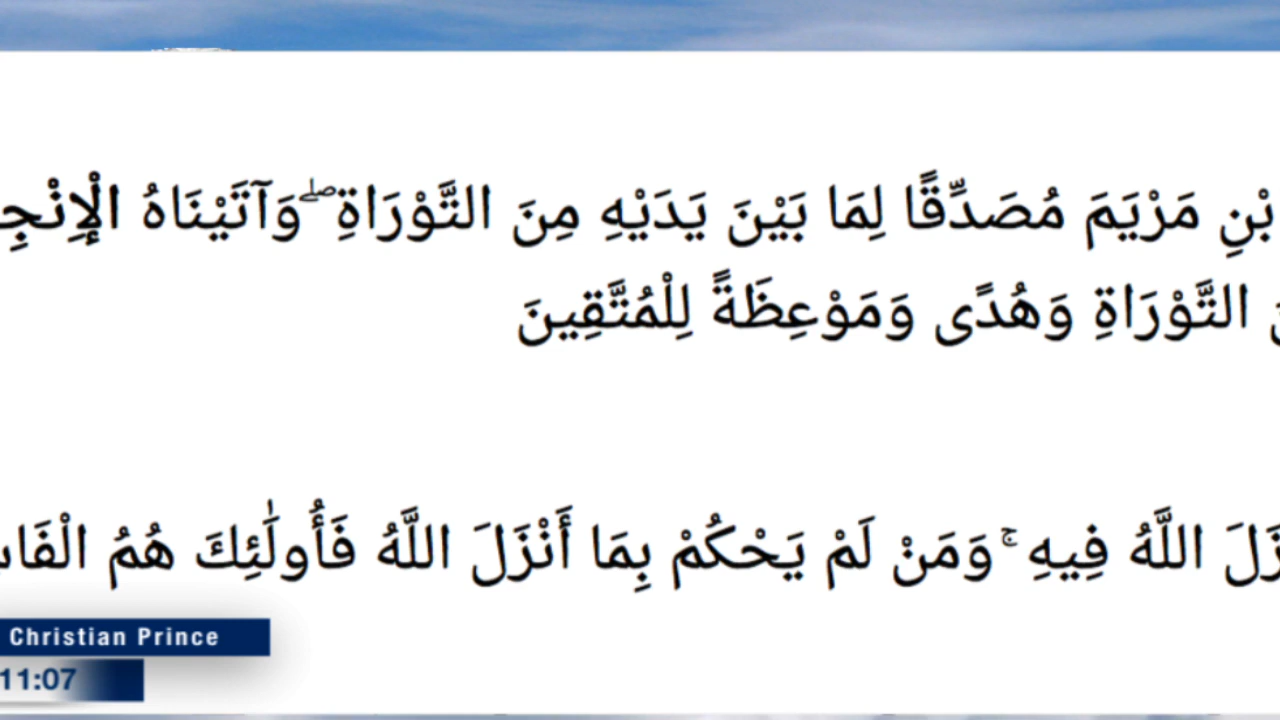 بْنِ مَرْيَمَ مُصَدِّقًا لِمَا بَيْنَ يَدَيْهِ مِنَ التَّوْرَاةِ ۖ وَآتَيْنَاهُ الْإِنْجِ
التَّوْرَاةِ وَهُدًى وَمَوْعِظَةً لِلْمُتَّقِينَ
زَلَ اللَّهُ فِيهِ ۚ وَمَنْ لَمْ يَحْكُمْ بِمَا أَنْزَلَ اللَّهُ فَأُولَٰئِكَ هُمُ الْفَا
Christian Prince
11:07